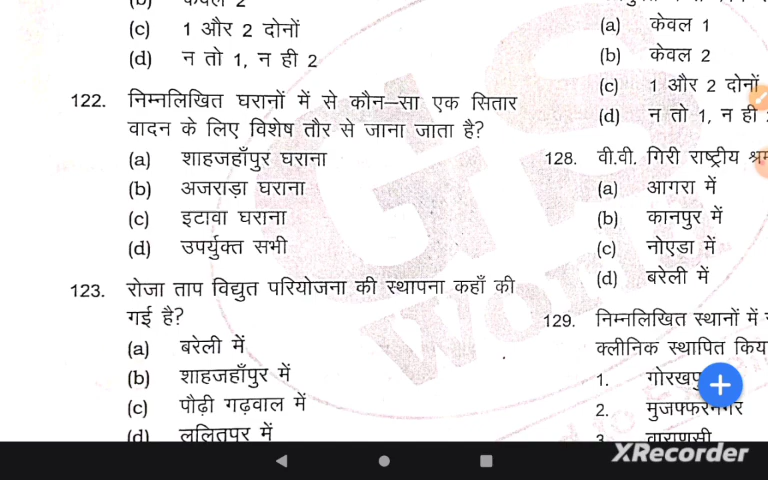 (c) 1 और 2 दोनों
(d) न तो 1, न ही 2
122. निम्नलिखित घरानों में से कौन–सा एक सितार
वादन के लिए विशेष तौर से जाना जाता है?
(a) शाहजहाँपुर घराना
(b) अजराड़ा घराना
(c) इटावा घराना
(d) उपर्युक्त सभी
123. रोजा ताप विद्युत परियोजना की स्थापना कहाँ की
गई है?
(a) बरेली में
(b) शाहजहाँपुर में
(c) पौढ़ी गढ़वाल में
(d) ललितपुर में
(a) केवल 1
(b) केवल 2
(c) 1 और 2 दोनों
(d) न तो 1, न ही
128. वी.वी. गिरी राष्ट्रीय
(a) आगरा में
(b) कानपुर में
(c) नोएडा में
(d) बरेली में
129. निम्नलिखित स्थानों में
क्लीनिक स्थापित
1. गोरखपु
2. मुजफ्फरनगर
3. वाराणसी
XRecorder